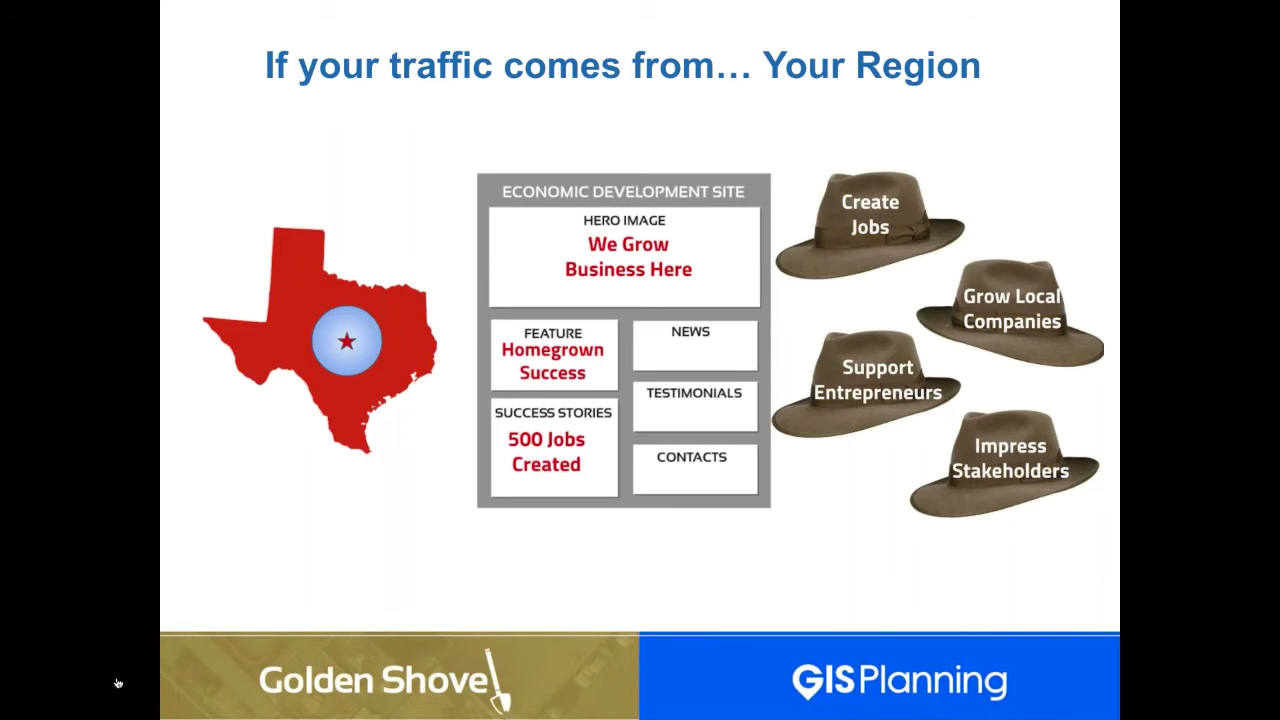 If your traffic comes from… Your Region
ECONOMIC DEVELOPMENT SITE
HERO IMAGE
We Grow
Business Here
FEATURE
Homegrown
Success
SUCCESS STORIES
500 Jobs
Created
NEWS
TESTIMONIALS
CONTACTS
Create
Jobs
Grow Local
Companies
Support
Entrepreneurs
Impress
Stakeholders
Golden Shovel
GIS Planning